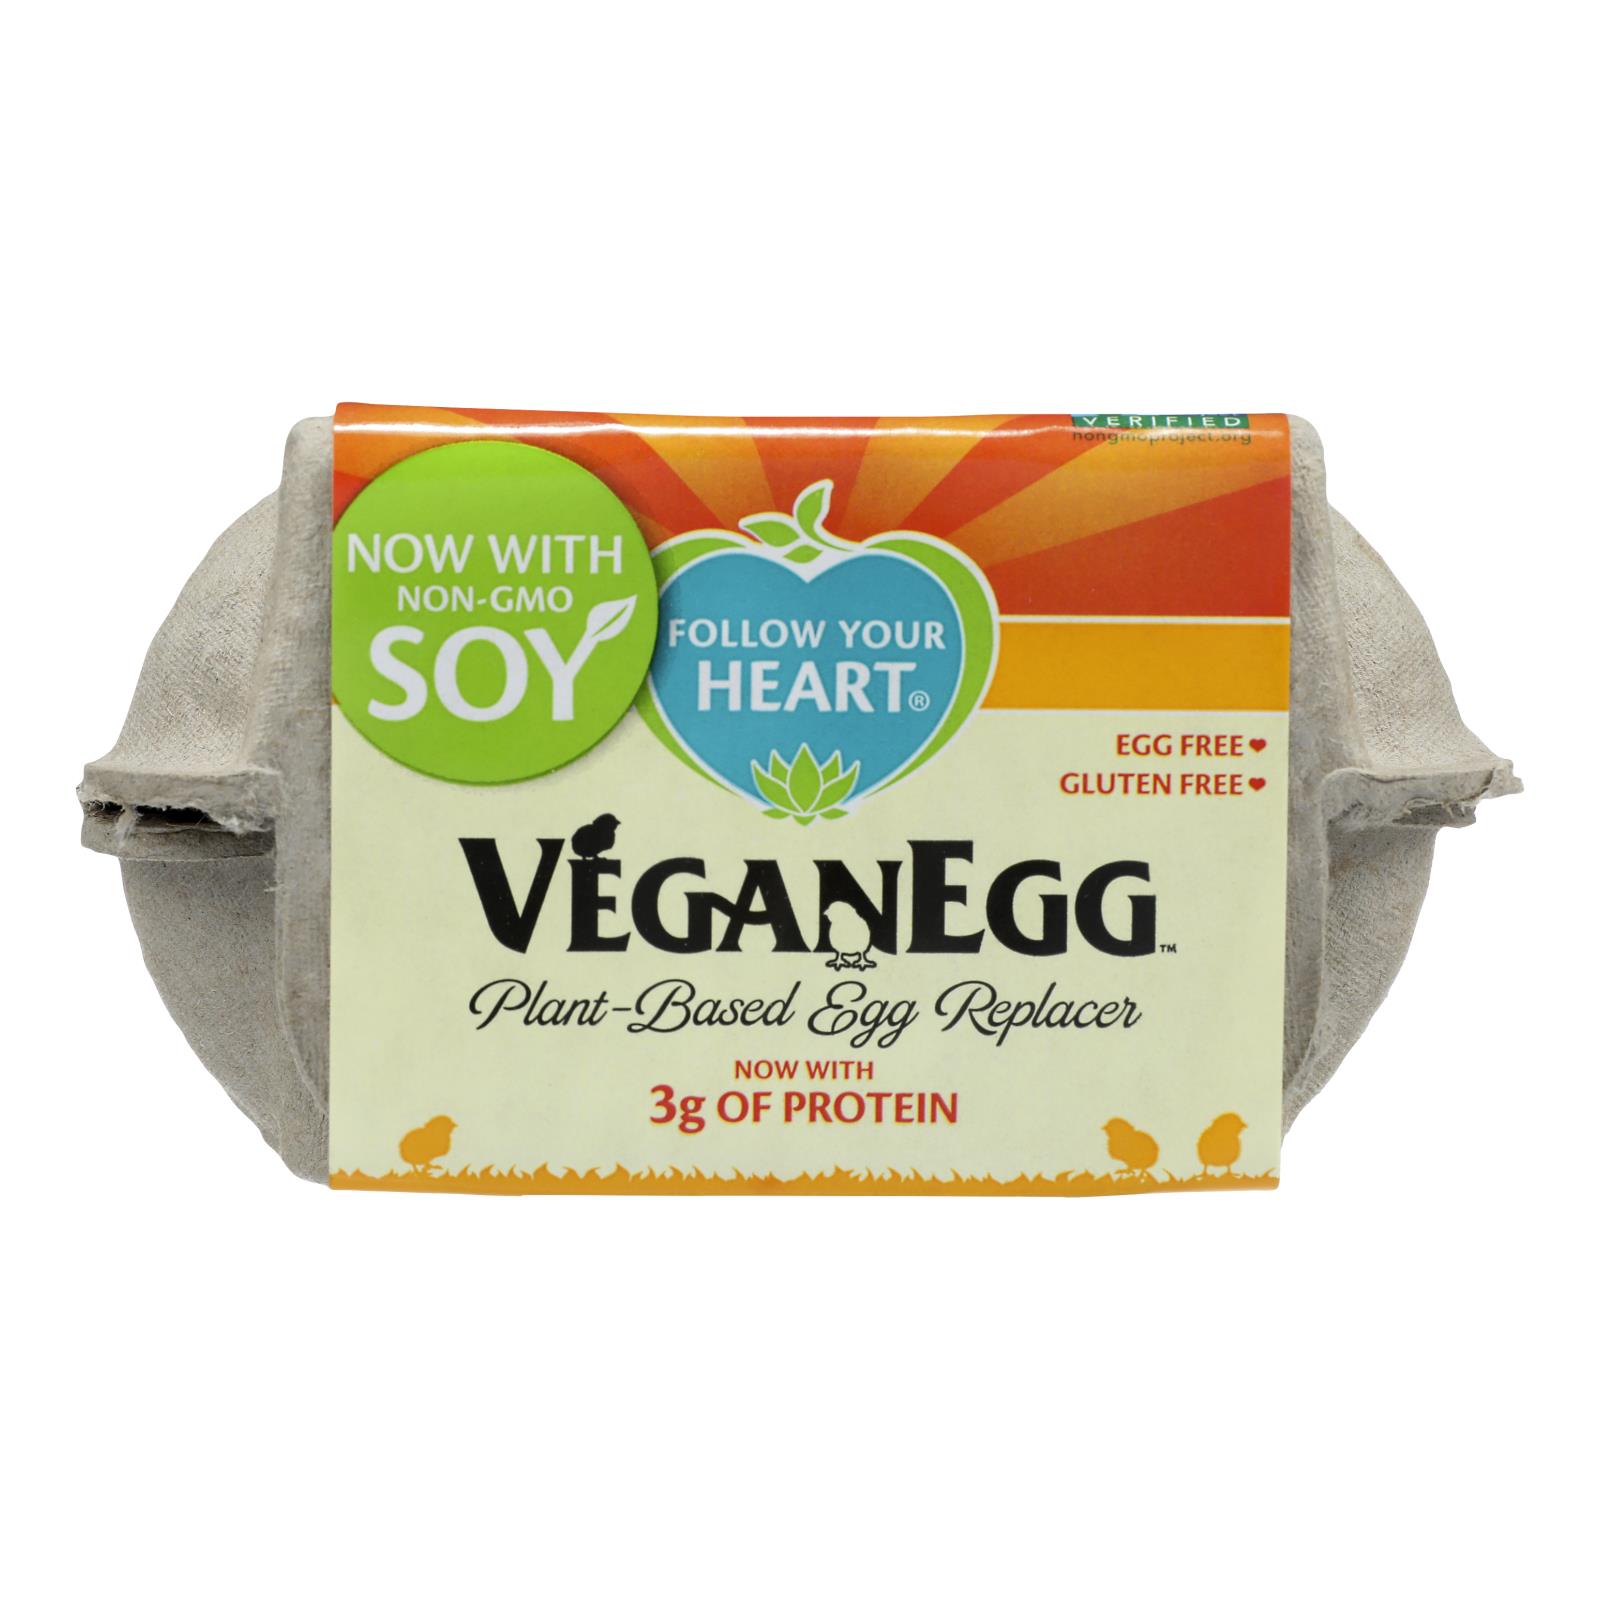 VERIFIED
nongmoproject.org
NOW WITH
NON-GMO
SOY
FOLLOW YOUR
HEART®
EGG FREE
GLUTEN FREE
VEGANEGG™
Plant-Based Egg Replacer
NOW WITH
3g OF PROTEIN